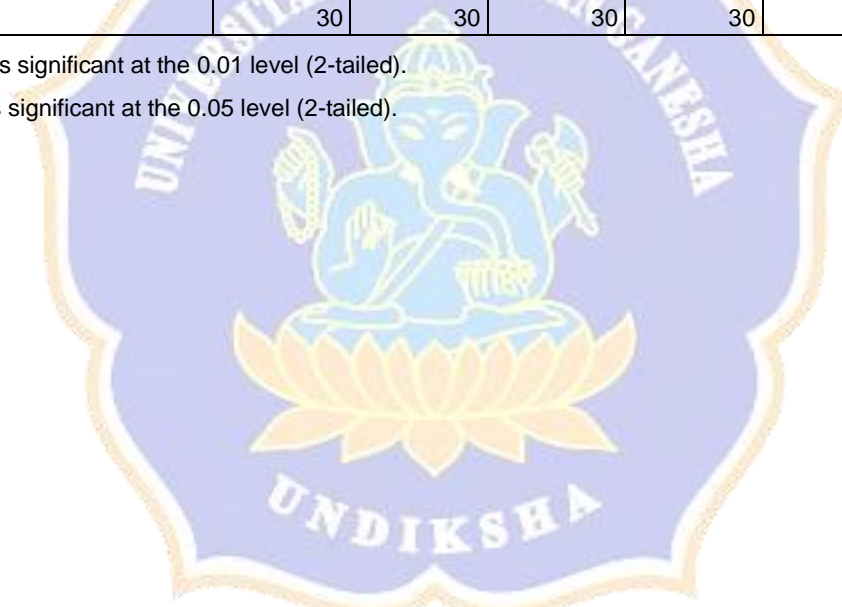 30 30 30 30
s significant at the 0.01 level (2-tailed).
s significant at the 0.05 level (2-tailed).
GANESHA
UNDIKSHA